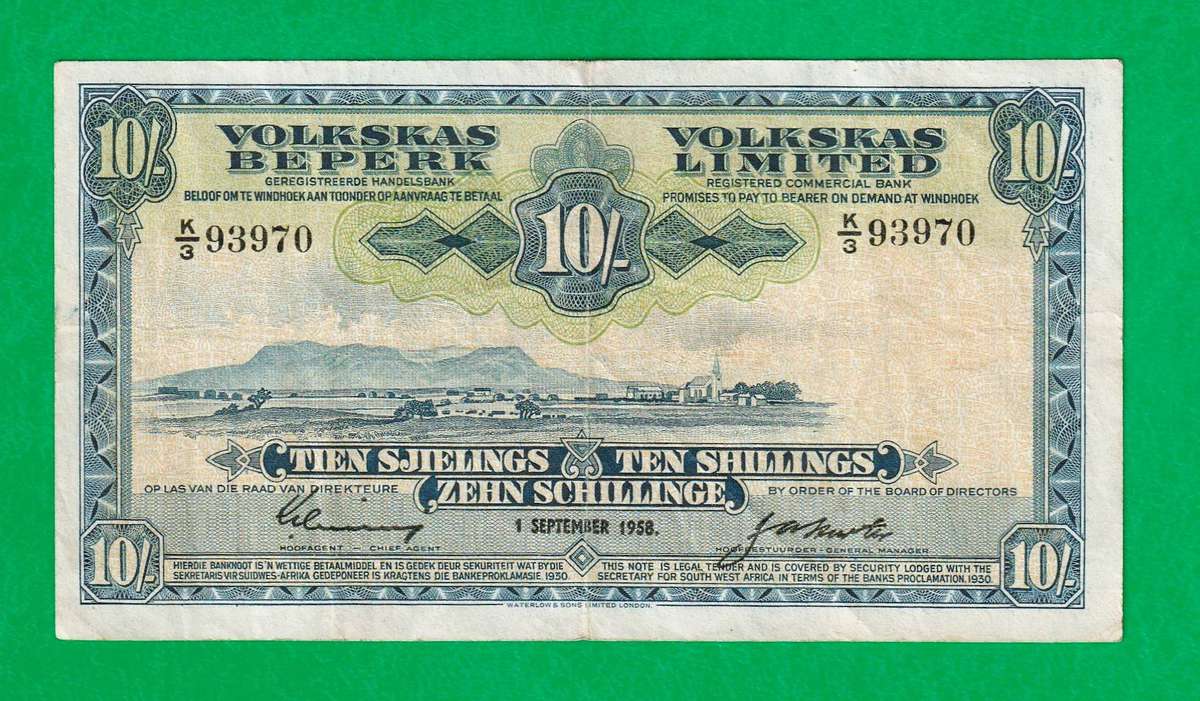 10/- 10/-
VOLKSKAS VOLKSKAS
BEPERK LIMITED
GEREGISTREERDE HANDELSBANK REGISTERED COMMERCIAL BANK
BELOOF OM TE WINDHOEK AAN TOONDER OP AANVRAAG TE BETAAL PROMISES TO PAY TO BEARER ON DEMAND AT WINDHOEK
K/3 93970 10/- K/3 93970
TIEN SJIELINGS TEN SHILLINGS
ZEHN SCHILLINGE
OP LAS VAN DIE RAAD VAN DIREKTEURE BY ORDER OF THE BOARD OF DIRECTORS
1 SEPTEMBER 1958.
HOOFAGENT – CHIEF AGENT HOOFBESTUURDER - GENERAL MANAGER
10/- 10/-
HIERDIE BANKNOOT IS 'N WETTIGE BETAALMIDDEL EN IS GEDEK DEUR SEKURITEIT WAT BY DIE THIS NOTE IS LEGAL TENDER AND IS COVERED BY SECURITY LODGED WITH THE
SEKRETARIS VIR SUIDWES-AFRIKA GEDEPONEER IS KRAGTENS DIE BANKEPROKLAMASIE, 1930. SECRETARY FOR SOUTH WEST AFRICA IN TERMS OF THE BANKS PROCLAMATION, 1930.
WATERLOW & SONS LIMITED LONDON.